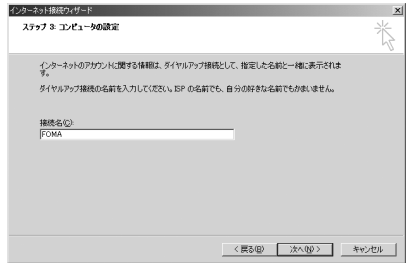 インターネット接続ウィザード
ステップ 3: コンピュータの設定
インターネットのアカウントに関する情報は、ダイヤルアップ接続として、指定した名前と一緒に表示されま
す。
ダイヤルアップ接続の名前を入力してください。ISP の名前でも、自分の好きな名前でもかまいません。
接続名(C):
FOMA
< 戻る(B)
次へ(N) >
キャンセル